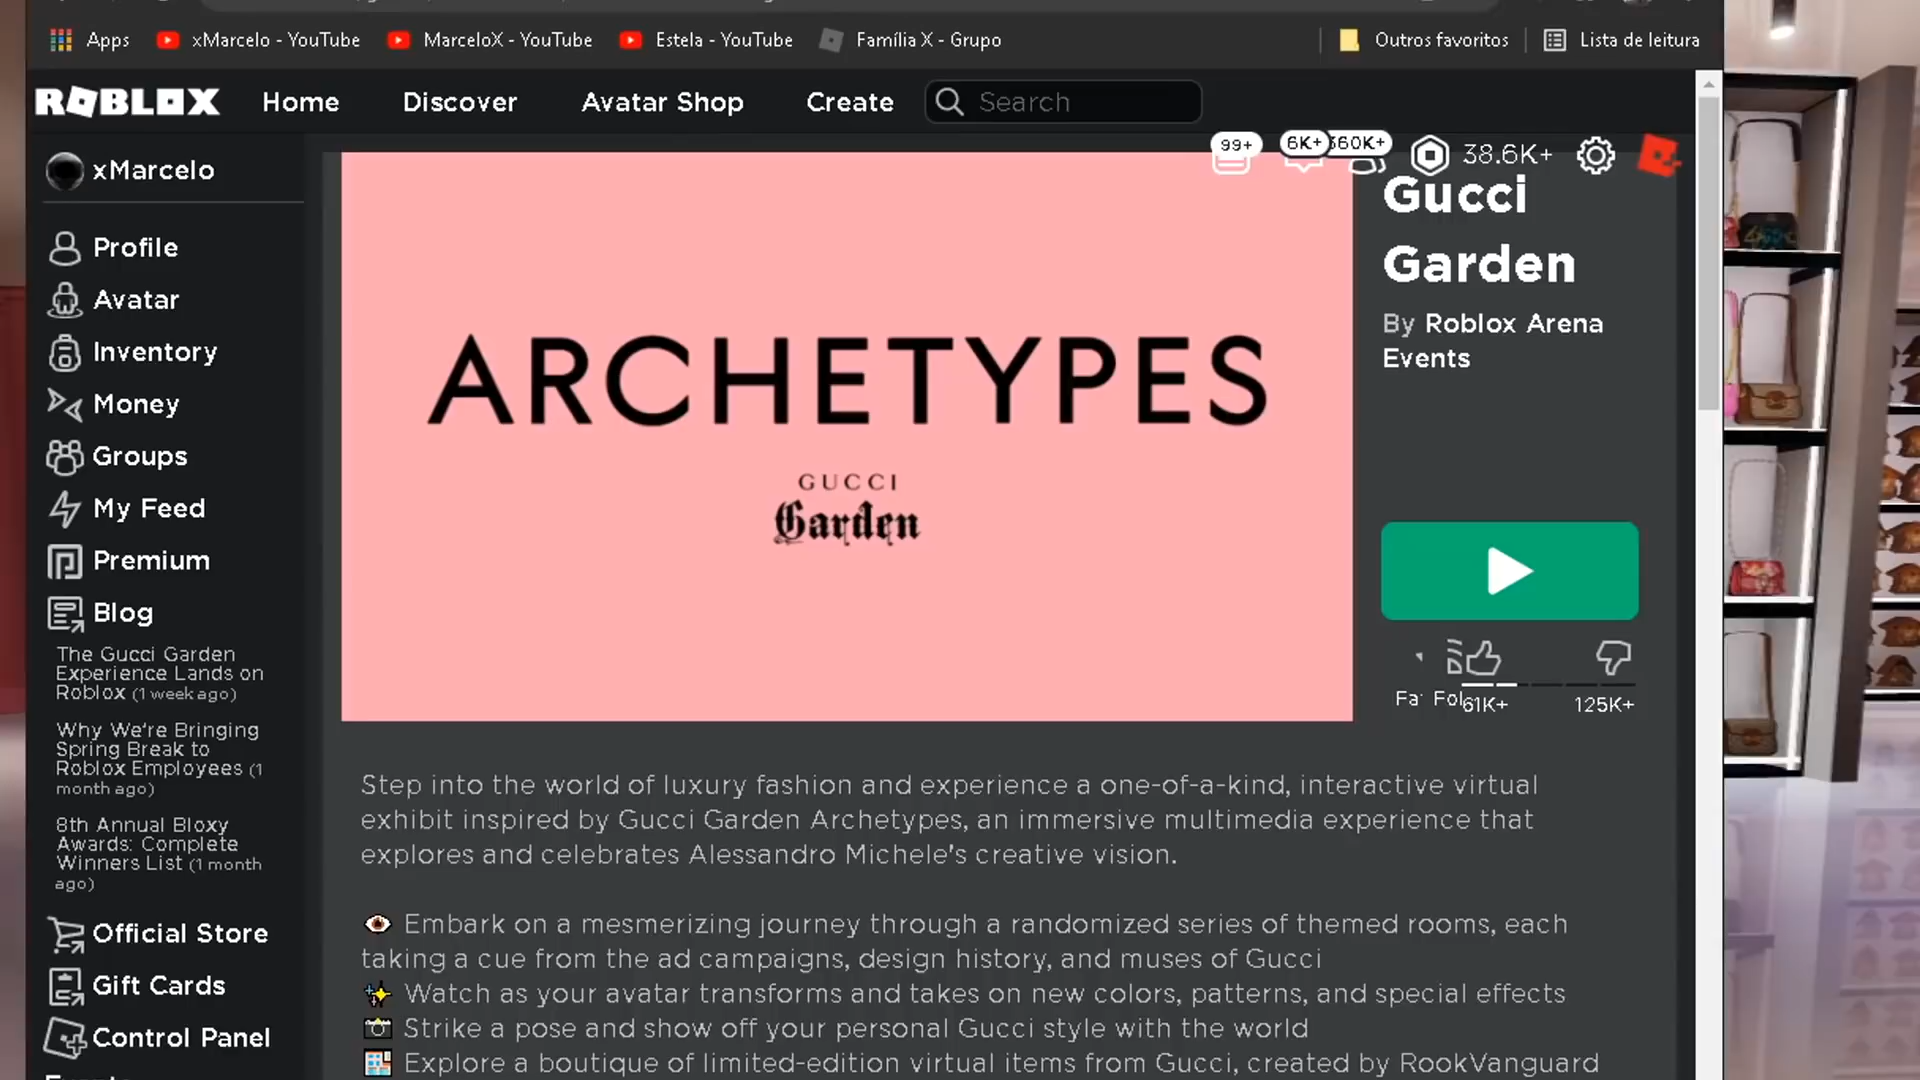 Apps
xMarcelo - YouTube
MarceloX - YouTube
Estela - YouTube
Família X - Grupo
Outros favoritos
Lista de leitura
ROBLOX
Home
Discover
Avatar Shop
Create
Search
99+
6K+
38.6K+
xMarcelo
Profile
Avatar
Inventory
Money
Groups
My Feed
Premium
Blog
The Gucci Garden
Experience Lands on
Roblox (1 week ago)
Why We're Bringing
Spring Break to
Roblox Employees (1
month ago)
8th Annual Bloxy
Awards: Complete
Winners List (1 month
ago)
Official Store
Gift Cards
Control Panel
ARCHETYPES
GUCCI
Garden
Gucci
Garden
By Roblox Arena
Events
61K+
125K+
Step into the world of luxury fashion and experience a one-of-a-kind, interactive virtual
exhibit inspired by Gucci Garden Archetypes, an immersive multimedia experience that
explores and celebrates Alessandro Michele's creative vision.
Embark on a mesmerizing journey through a randomized series of themed rooms, each
taking a cue from the ad campaigns, design history, and muses of Gucci
Watch as your avatar transforms and takes on new colors, patterns, and special effects
Strike a pose and show off your personal Gucci style with the world
Explore a boutique of limited-edition virtual items from Gucci, created by RookVanguard